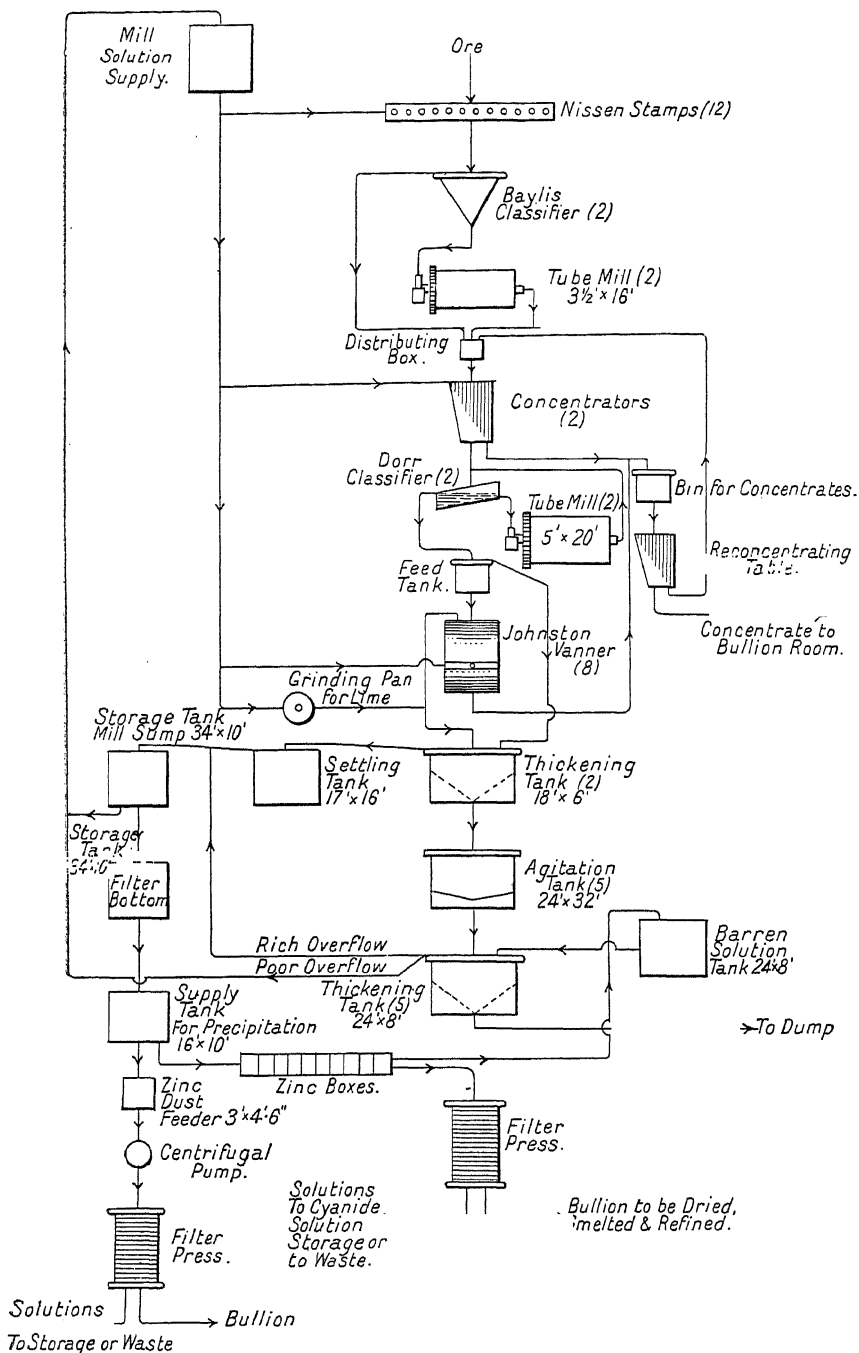 Mill
Solution
Supply.
Ore
Nissen Stamps (12)
Baylis
Classifier (2)
Tube Mill (2)
3½' x 16'
Distributing
Box.
Concentrators
(2)
Dorr
Classifier (2)
Bin for Concentrates.
Tube Mill (2)
5' x 20'
Reconcentrating
Table.
Feed
Tank.
Johnston
Vanner
(8)
Concentrate to
Bullion Room.
Grinding Pan
for Lime
Storage Tank
Mill Sump 34' x 10'
Settling
Tank
17' x 16'
Thickening
Tank (2)
18' x 6'
Storage
Tank
Filter
Bottom
Agitation
Tank (5)
24' x 32'
Rich Overflow
Poor Overflow
Barren
Solution
Tank 24' x 8'
Thickening
Tank (5)
24' x 8'
To Dump
Supply
Tank
For Precipitation
16' x 10'
Zinc Boxes.
Zinc
Dust
Feeder 3' x 4'-6"
Centrifugal
Pump.
Filter
Press.
Solutions
To Cyanide
Solution
Storage or
to Waste.
Bullion to be Dried,
melted & Refined.
Filter
Press.
Solutions
Bullion
To Storage or Waste